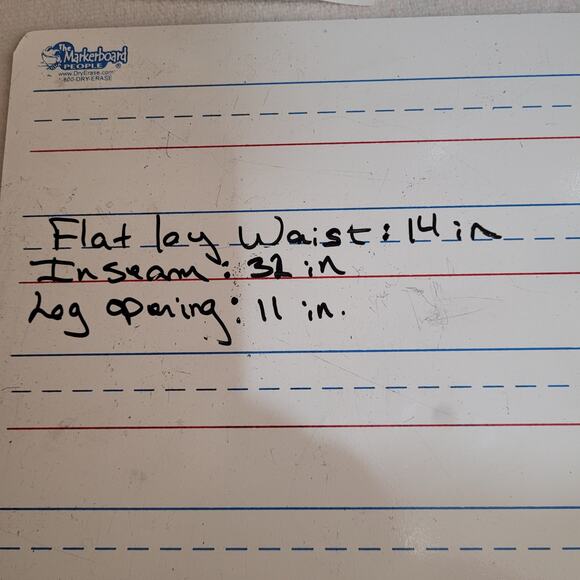 The
Markerboard
PEOPLE ®
www.DryErase.com
800-DRY-ERASE
Flat lay Waist: 14 in
Inseam: 32 in
Leg opening: 11 in.